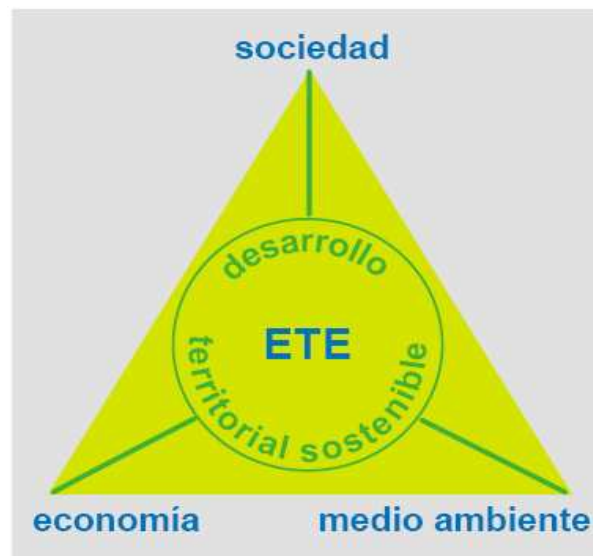 sociedad
desarrollo
ETE
territorial sostenible
economía
medio ambiente